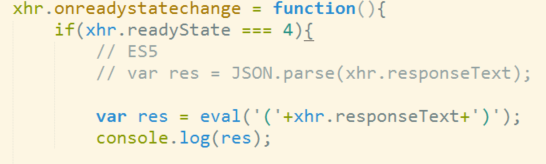 xhr.onreadystatechange = function(){
if(xhr.readyState === 4){
// ES5
// var res = JSON.parse(xhr.responseText);
var res = eval('('+xhr.responseText+')');
console.log(res);